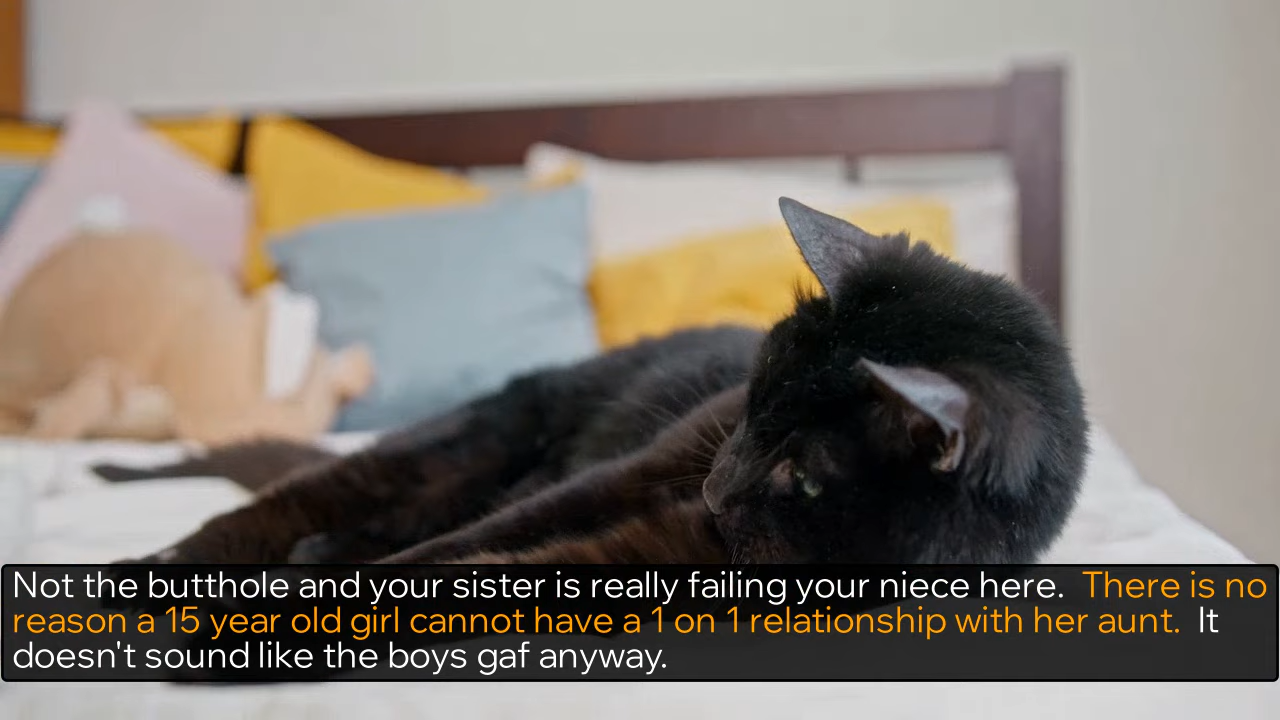 Not the butthole and your sister is really failing your niece here.  There is no
reason a 15 year old girl cannot have a 1 on 1 relationship with her aunt.  It
doesn't sound like the boys gaf anyway.